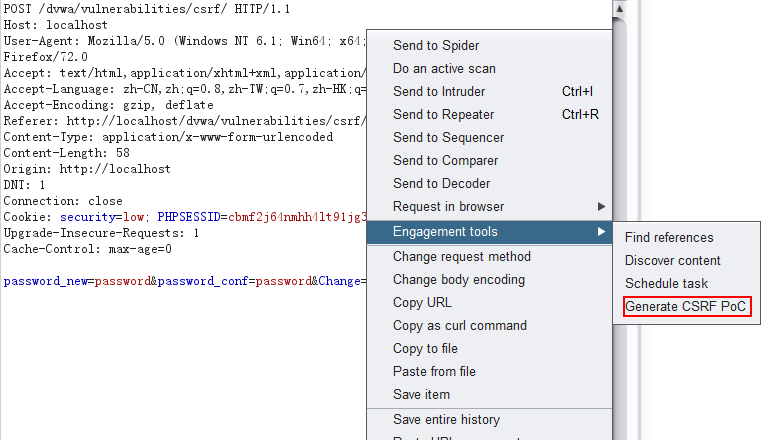 POST /dvwa/vulnerabilities/csrf/ HTTP/1.1
Host: localhost
User-Agent: Mozilla/5.0 (Windows NT 6.1; Win64; x64;
Firefox/72.0
Accept: text/html,application/xhtml+xml,application/
Accept-Language: zh-CN,zh;q=0.8,zh-TW;q=0.7,zh-HK;q=
Accept-Encoding: gzip, deflate
Referer: http://localhost/dvwa/vulnerabilities/csrf/
Content-Type: application/x-www-form-urlencoded
Content-Length: 58
Origin: http://localhost
DNT: 1
Connection: close
Cookie: security=low; PHPSESSID=cbmf2j64nmhh4lt91jg3
Upgrade-Insecure-Requests: 1
Cache-Control: max-age=0
password_new=password&password_conf=password&Change=
Send to Spider
Do an active scan
Send to Intruder Ctrl+I
Send to Repeater Ctrl+R
Send to Sequencer
Send to Comparer
Send to Decoder
Request in browser
Engagement tools
Find references
Discover content
Schedule task
Generate CSRF PoC
Change request method
Change body encoding
Copy URL
Copy as curl command
Copy to file
Paste from file
Save item
Save entire history